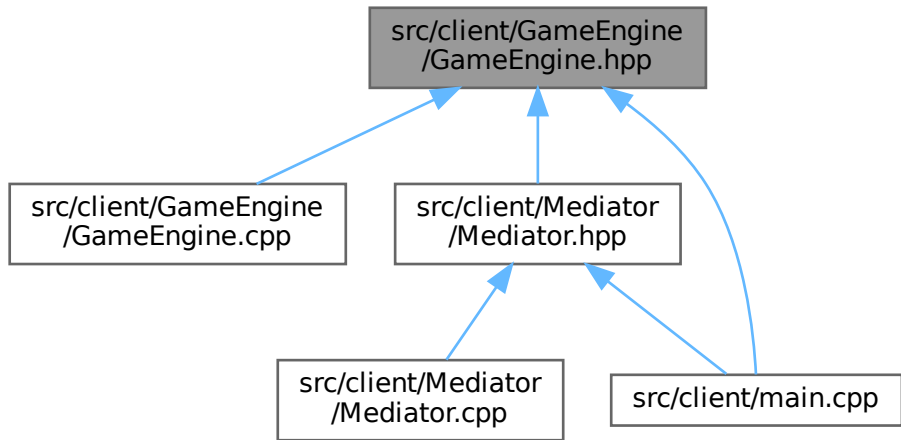 src/client/GameEngine
/GameEngine.hpp
src/client/GameEngine
/GameEngine.cpp
src/client/Mediator
/Mediator.hpp
src/client/Mediator
/Mediator.cpp
src/client/main.cpp